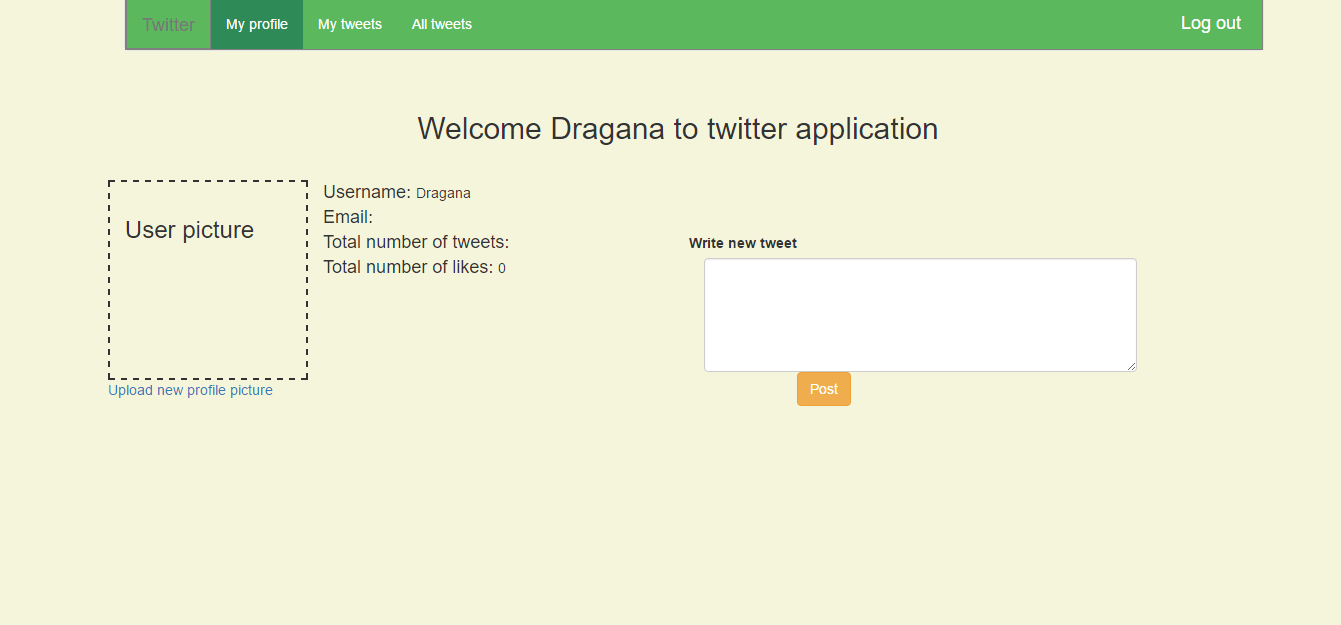 Twitter My profile My tweets All tweets Log out
Welcome Dragana to twitter application
User picture
Upload new profile picture
Username: Dragana
Email:
Total number of tweets:
Total number of likes: 0
Write new tweet
Post